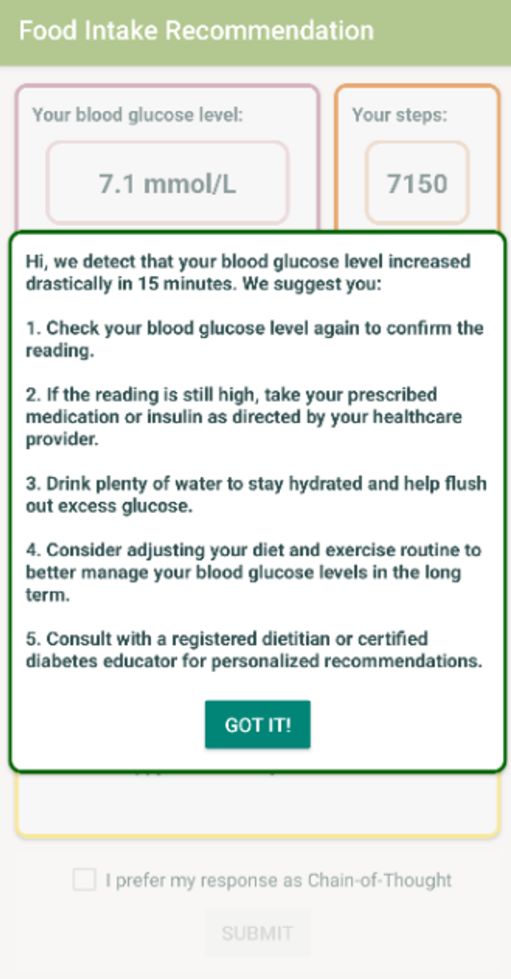 Food Intake Recommendation
Your blood glucose level:
7.1 mmol/L
Your steps:
7150
Hi, we detect that your blood glucose level increased
drastically in 15 minutes. We suggest you:
1. Check your blood glucose level again to confirm the
reading.
2. If the reading is still high, take your prescribed
medication or insulin as directed by your healthcare
provider.
3. Drink plenty of water to stay hydrated and help flush
out excess glucose.
4. Consider adjusting your diet and exercise routine to
better manage your blood glucose levels in the long
term.
5. Consult with a registered dietitian or certified
diabetes educator for personalized recommendations.
GOT IT!
I prefer my response as Chain-of-Thought
SUBMIT